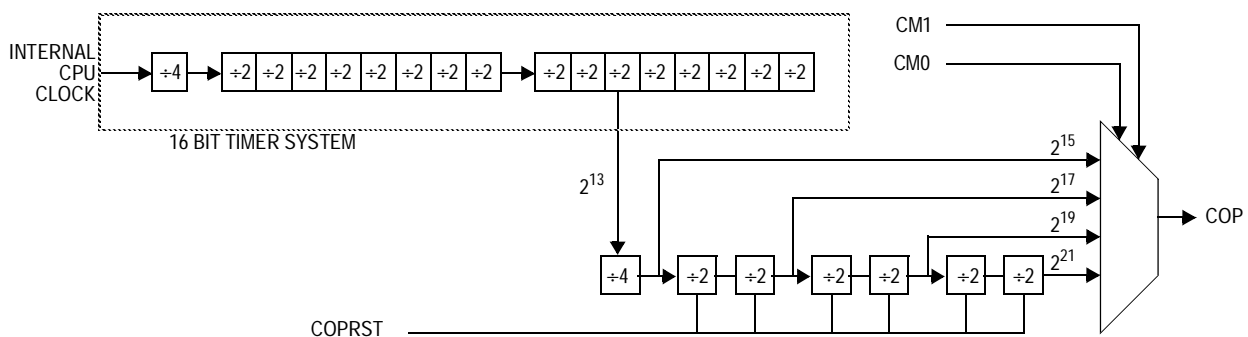 INTERNAL
CPU
CLOCK
÷4
÷2 ÷2 ÷2 ÷2 ÷2 ÷2 ÷2 ÷2
÷2 ÷2 ÷2 ÷2 ÷2 ÷2 ÷2 ÷2
16 BIT TIMER SYSTEM
CM1
CM0
2¹³
2¹⁵
2¹⁷
2¹⁹
2²¹
÷4 ÷2 ÷2 ÷2 ÷2 ÷2 ÷2
COP
COPRST